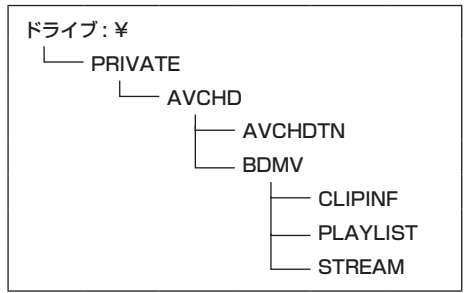 ドライブ：¥
PRIVATE
AVCHD
AVCHDTN
BDMV
CLIPINF
PLAYLIST
STREAM